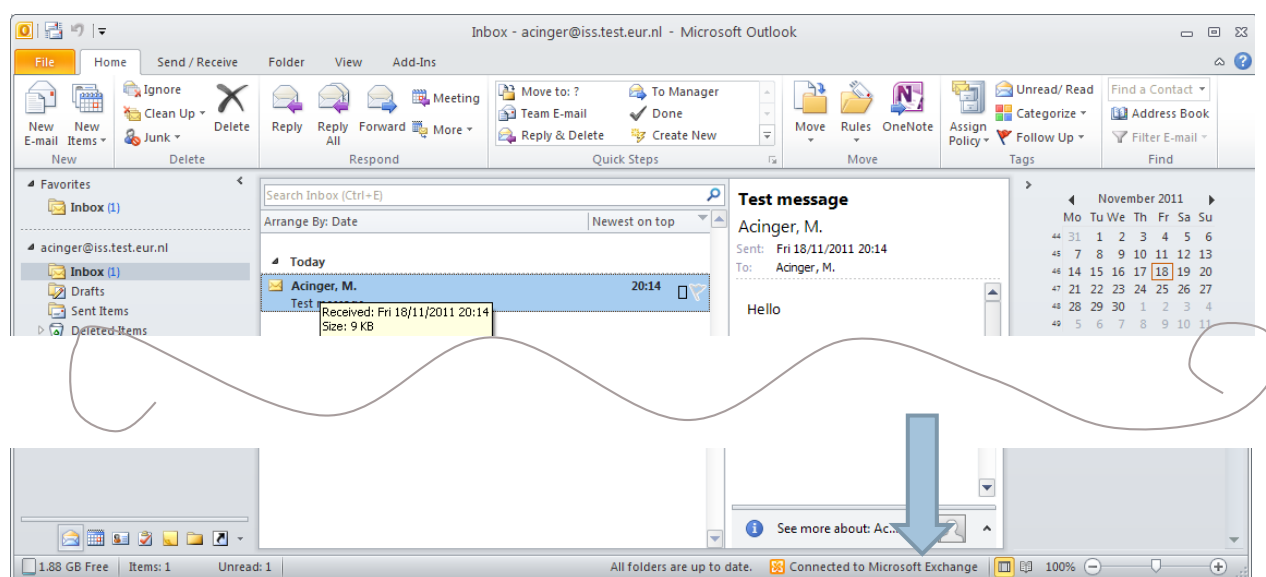 Inbox - acinger@iss.test.eur.nl - Microsoft Outlook
File Home Send / Receive Folder View Add-Ins
New E-mail
New Items
New
Ignore
Clean Up
Junk
Delete
Delete
Reply
Reply All
Forward
Meeting
More
Respond
Move to: ?
Team E-mail
Reply & Delete
To Manager
Done
Create New
Quick Steps
Move
Rules
OneNote
Move
Assign Policy
Unread/ Read
Categorize
Follow Up
Tags
Find a Contact
Address Book
Filter E-mail
Find
Favorites
Inbox (1)
acinger@iss.test.eur.nl
Inbox (1)
Drafts
Sent Items
Deleted Items
Search Inbox (Ctrl+E)
Arrange By: Date Newest on top
Today
Acinger, M. 20:14
Test message
Received: Fri 18/11/2011 20:14
Size: 9 KB
Test message
Acinger, M.
Sent: Fri 18/11/2011 20:14
To: Acinger, M.
Hello
November 2011
Mo Tu We Th Fr Sa Su
44 31 1 2 3 4 5 6
45 7 8 9 10 11 12 13
46 14 15 16 17 18 19 20
47 21 22 23 24 25 26 27
48 28 29 30 1 2 3 4
49 5 6 7 8 9 10 11
See more about: Ac...
1.88 GB Free Items: 1 Unread: 1 All folders are up to date. Connected to Microsoft Exchange 100%